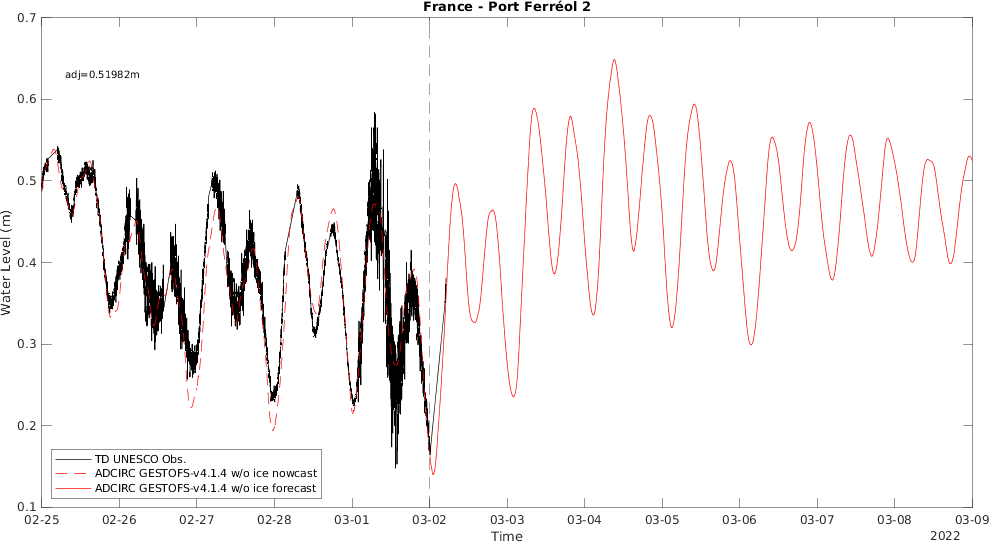 France - Port Ferréol 2
0.7
0.6
0.5
0.4
0.3
0.2
0.1
Water Level (m)
adj=0.51982m
TD UNESCO Obs.
ADCIRC GESTOFS-v4.1.4 w/o ice nowcast
ADCIRC GESTOFS-v4.1.4 w/o ice forecast
02-25 02-26 02-27 02-28 03-01 03-02 03-03 03-04 03-05 03-06 03-07 03-08 03-09
Time
2022